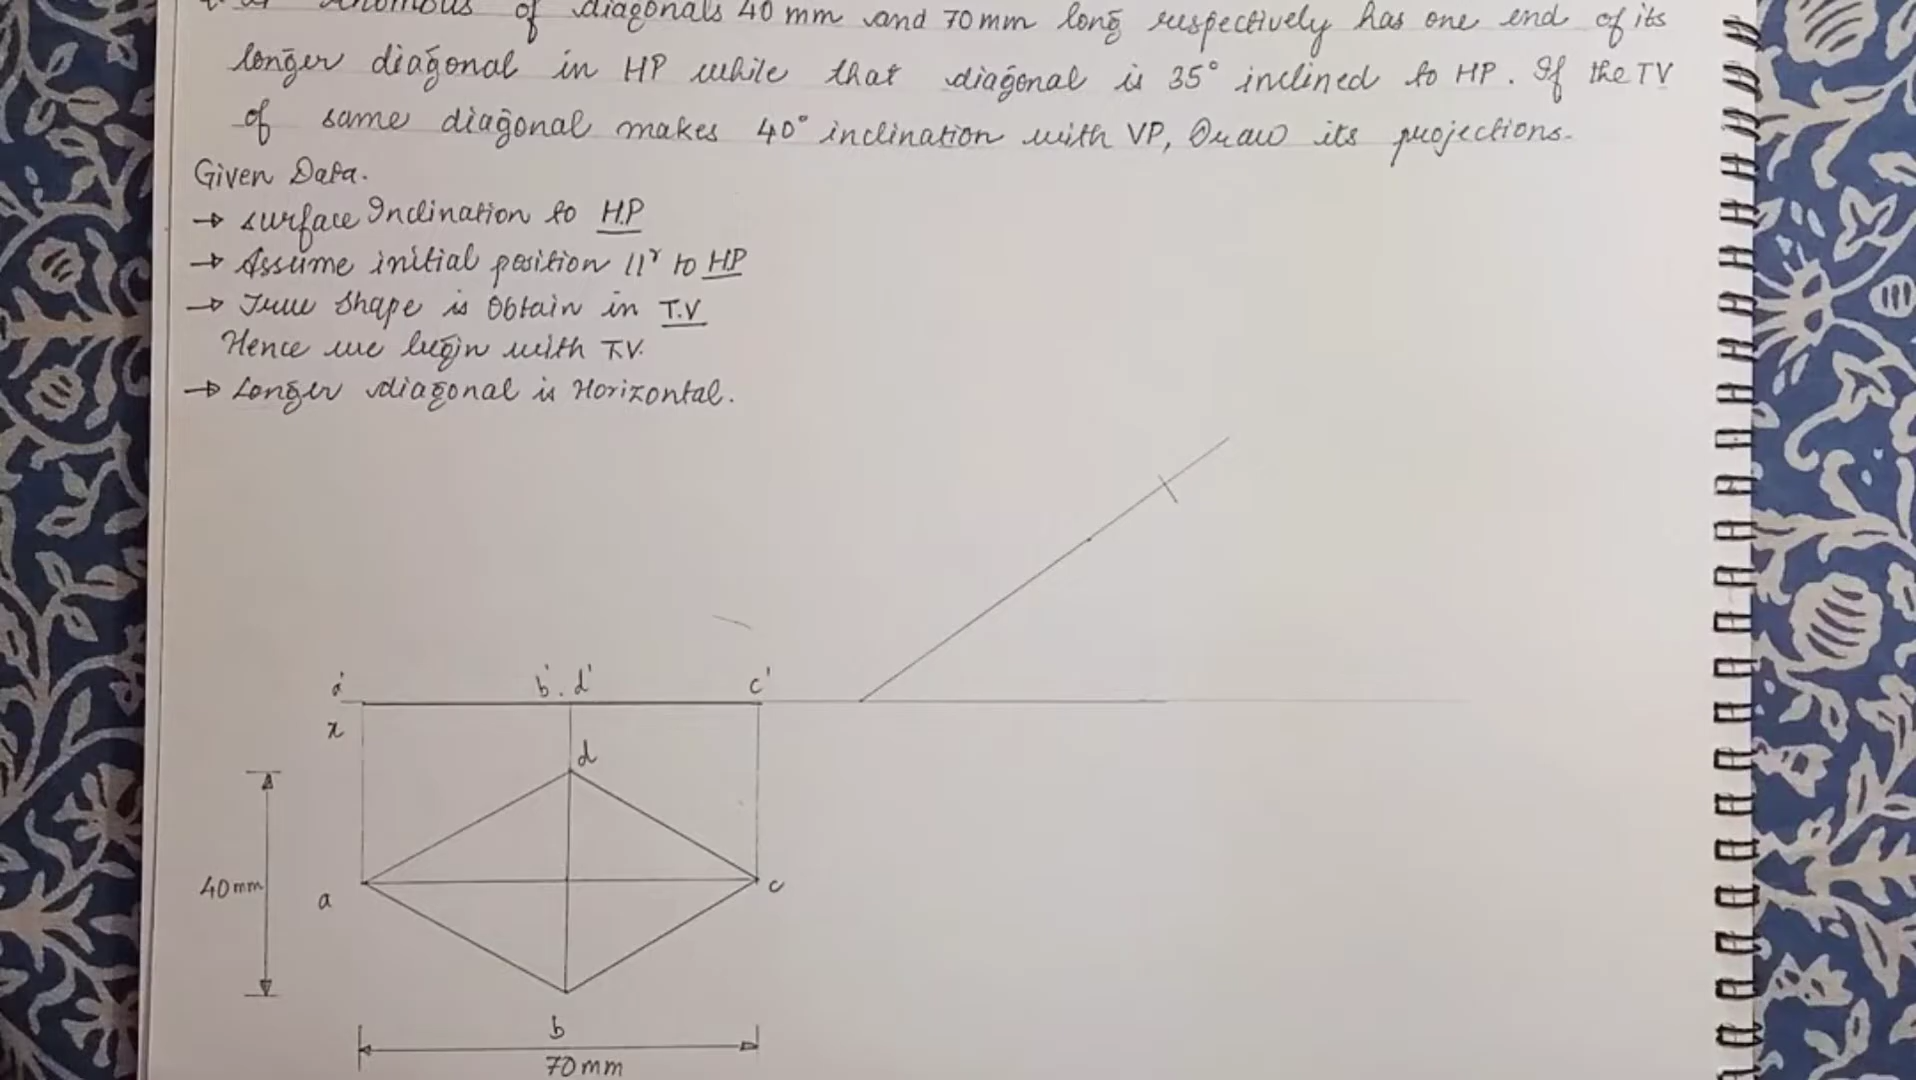 of diagonals 40 mm and 70 mm long respectively has one end of its
longer diagonal in HP while that diagonal is 35° inclined to HP. If the TV
of same diagonal makes 40° inclination with VP, Draw its projections.
Given Data.
→ surface Inclination to HP
→ Assume initial position 11r to HP
→ True Shape is Obtain in T.V
Hence we begin with T.V.
→ Longer diagonal is Horizontal.
b'. d' c'
x
d
40mm
a c
b
70mm